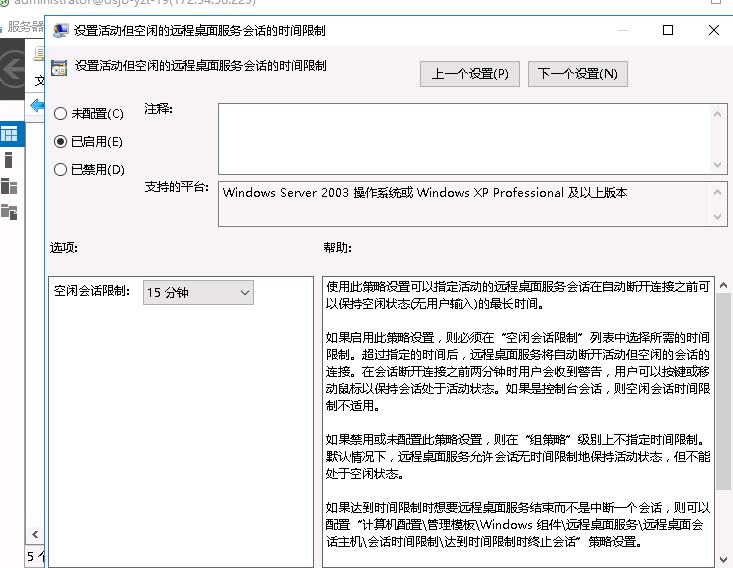 administrator@dsjb-yzt-19(172.34.56.223)
服务器
设置活动但空闲的远程桌面服务会话的时间限制
设置活动但空闲的远程桌面服务会话的时间限制
上一个设置(P)
下一个设置(N)
文
未配置(C)
注释:
已启用(E)
已禁用(D)
支持的平台:
Windows Server 2003 操作系统或 Windows XP Professional 及以上版本
选项:
帮助:
空闲会话限制:
15 分钟
使用此策略设置可以指定活动的远程桌面服务会话在自动断开连接之前可
以保持空闲状态(无用户输入)的最长时间。
如果启用此策略设置，则必须在“空闲会话限制”列表中选择所需的时间
限制。超过指定的时间后，远程桌面服务将自动断开活动但空闲的会话的
连接。在会话断开连接之前两分钟时用户会收到警告，用户可以按键或移
动鼠标以保持会话处于活动状态。如果是控制台会话，则空闲会话时间限
制不适用。
如果禁用或未配置此策略设置，则在“组策略”级别上不指定时间限制。
默认情况下，远程桌面服务允许会话无时间限制地保持活动状态，但不能
处于空闲状态。
如果达到时间限制时想要远程桌面服务结束而不是中断一个会话，则可以
配置“计算机配置\管理模板\Windows 组件\远程桌面服务\远程桌面会
话主机\会话时间限制\达到时间限制时终止会话”策略设置。
5 个